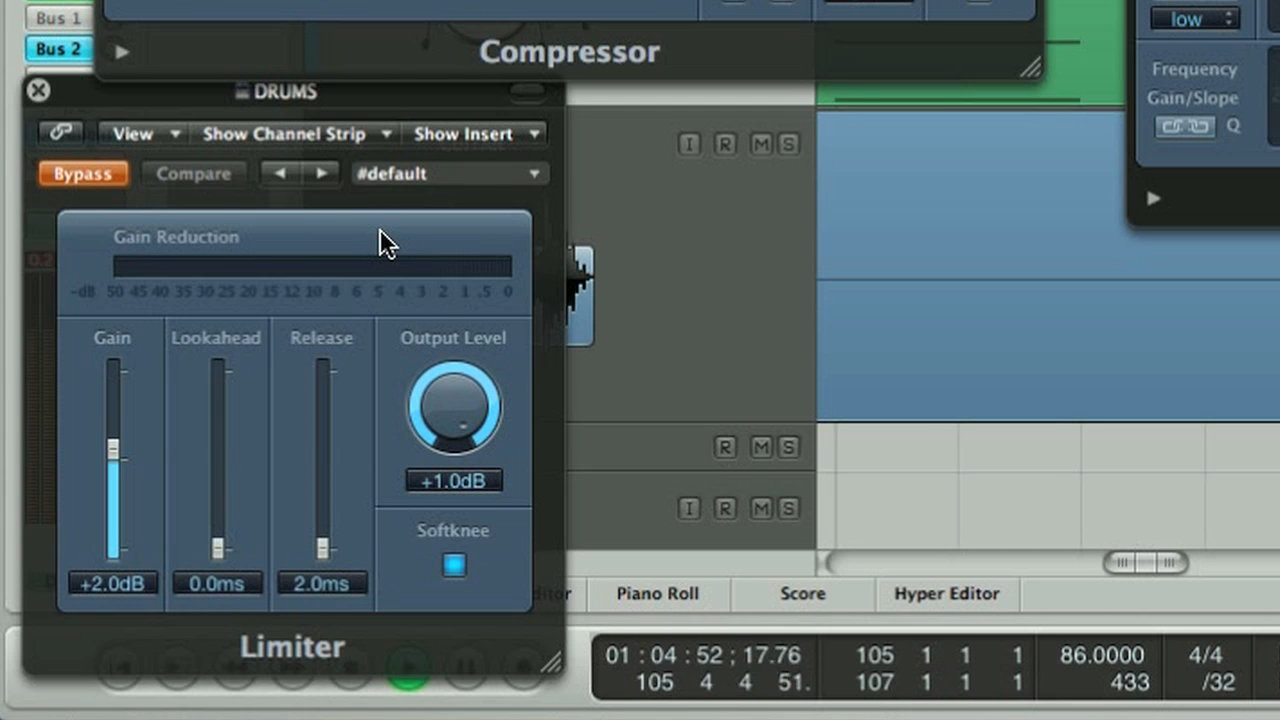 Bus 1
Bus 2
Compressor
low
Frequency
Gain/Slope
Q
DRUMS
View
Show Channel Strip
Show Insert
Bypass
Compare
#default
I R M S
Gain Reduction
0.2
-dB 50 45 40 35 30 25 20 15 12 10 8 6 5 4 3 2 1 .5 0
Gain
Lookahead
Release
Output Level
+1.0dB
Softknee
+2.0dB
0.0ms
2.0ms
R M S
I R M S
Piano Roll
Score
Hyper Editor
Limiter
01 : 04 : 52 ; 17.76
105 1 1 1
86.0000
4/4
105 4 4 51.
107 1 1 1
433
/32